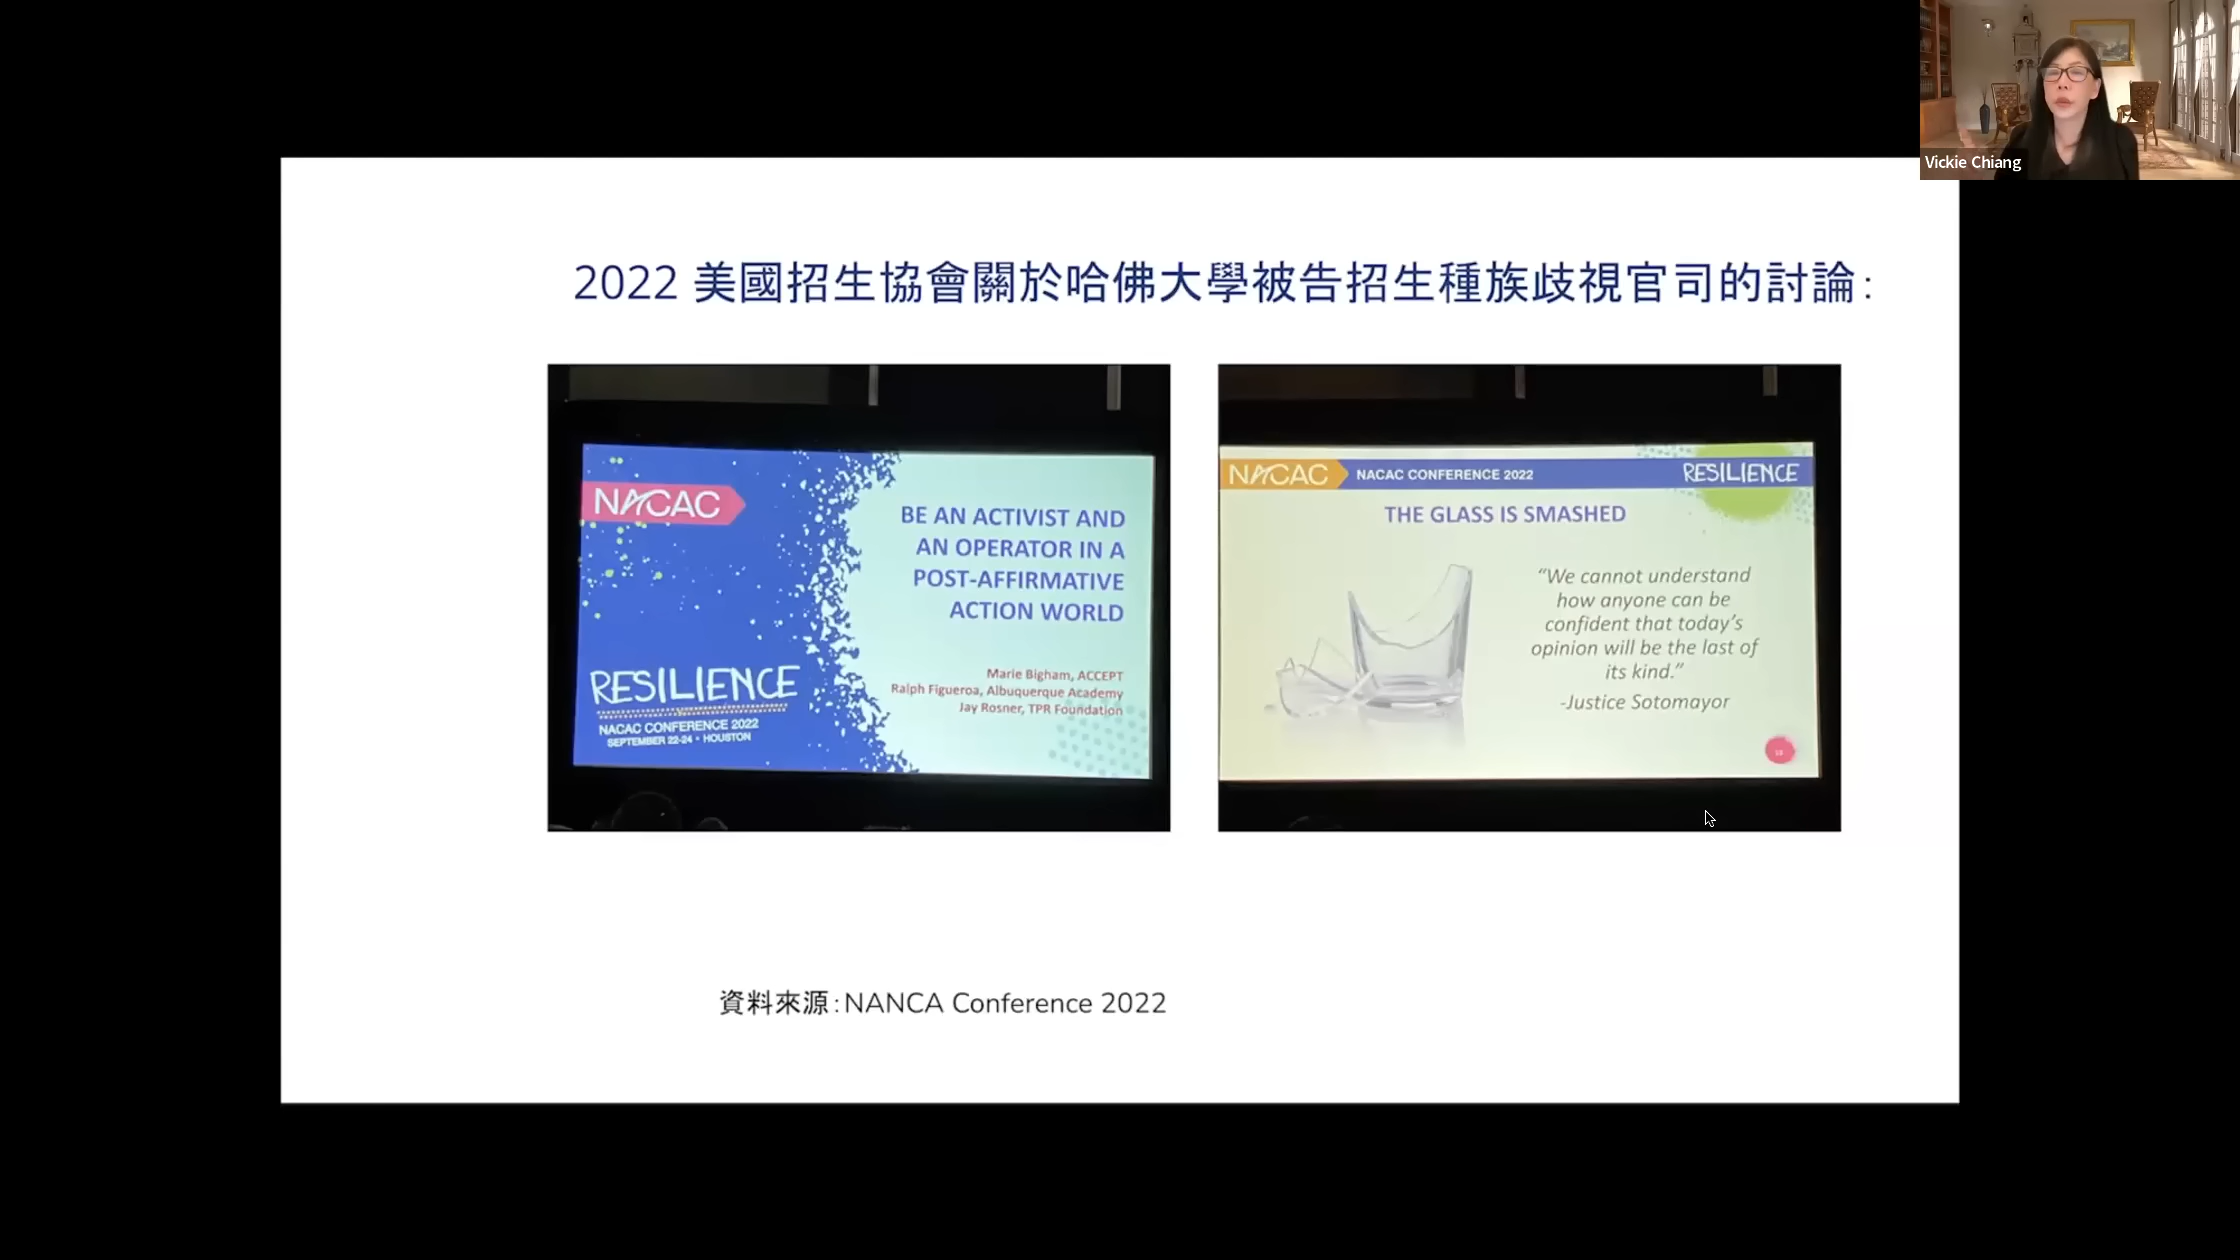 Vickie Chiang
2022 美國招生協會關於哈佛大學被告招生種族歧視官司的討論:
NACAC
BE AN ACTIVIST AND
AN OPERATOR IN A
POST-AFFIRMATIVE
ACTION WORLD
Marie Bigham, ACCEPT
Ralph Figueroa, Albuquerque Academy
Jay Rosner, TPR Foundation
RESILIENCE
NACAC CONFERENCE 2022
SEPTEMBER 22-24 • HOUSTON
NACAC
NACAC CONFERENCE 2022
RESILIENCE
THE GLASS IS SMASHED
“We cannot understand
how anyone can be
confident that today’s
opinion will be the last of
its kind.”
-Justice Sotomayor
資料來源:NANCA Conference 2022